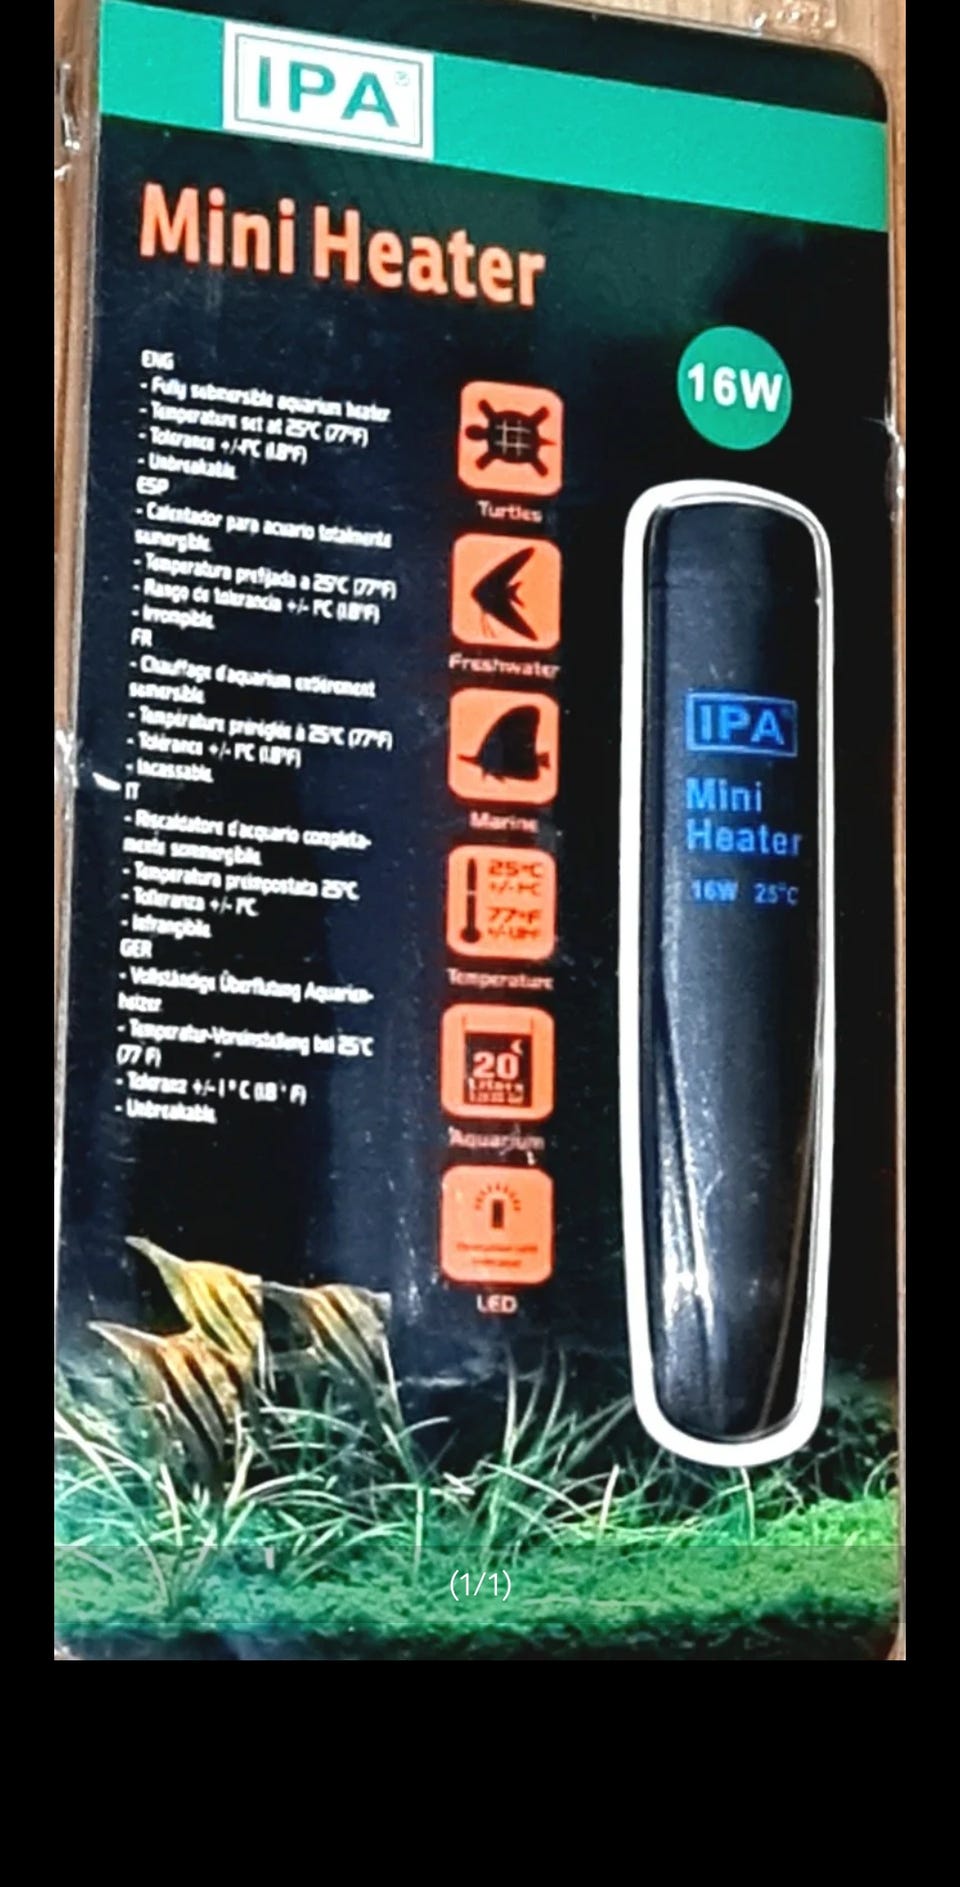 IPA®
Mini Heater
16W
ENG
- Fully submersible aquarium heater
- Temperature set at 25°C (77°F)
- Tolerance +/-1°C (1.8°F)
- Unbreakable
ESP
- Calentador para acuario totalmente
sumergible
- Temperatura prefijada a 25°C (77°F)
- Rango de tolerancia +/- 1°C (1.8°F)
- Irrompible
FR
- Chauffage d'aquarium entièrement
- Température préréglée à 25°C (77°F)
- Tolérance +/- 1°C (1.8°F)
- Incassable
IT
- Riscaldatore d'acquario completa-
mente sommergibile
- Temperatura preimpostata 25°C
- Tolleranza +/- 1°C
- Infrangibile
GER
- Vollständige Überflutung Aquarien-
heizer
- Temperatur-Voreinstellung bei 25°C
(77 F)
- Toleranz +/- 1 ° C (1.8 ° F)
- Unbreakable
Turtles
Freshwater
Marine
25°C
+/-1°C
77°F
Temperature
20
Liters
Aquarium
LED
IPA
Mini
Heater
16W 25°C
(1/1)